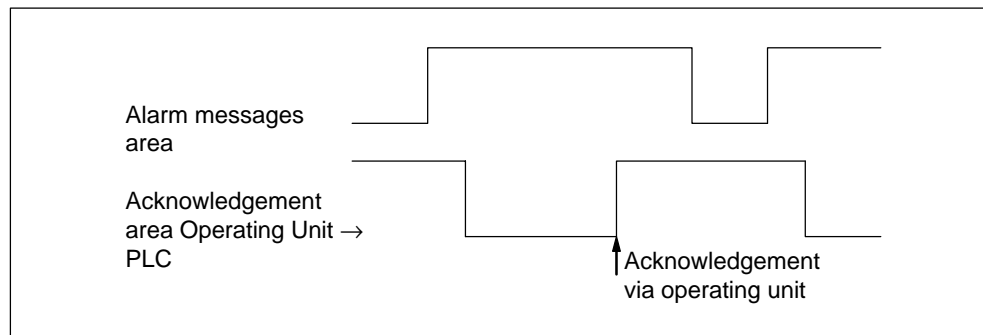 Alarm messages
area
Acknowledgement
area Operating Unit →
PLC
Acknowledgement
via operating unit